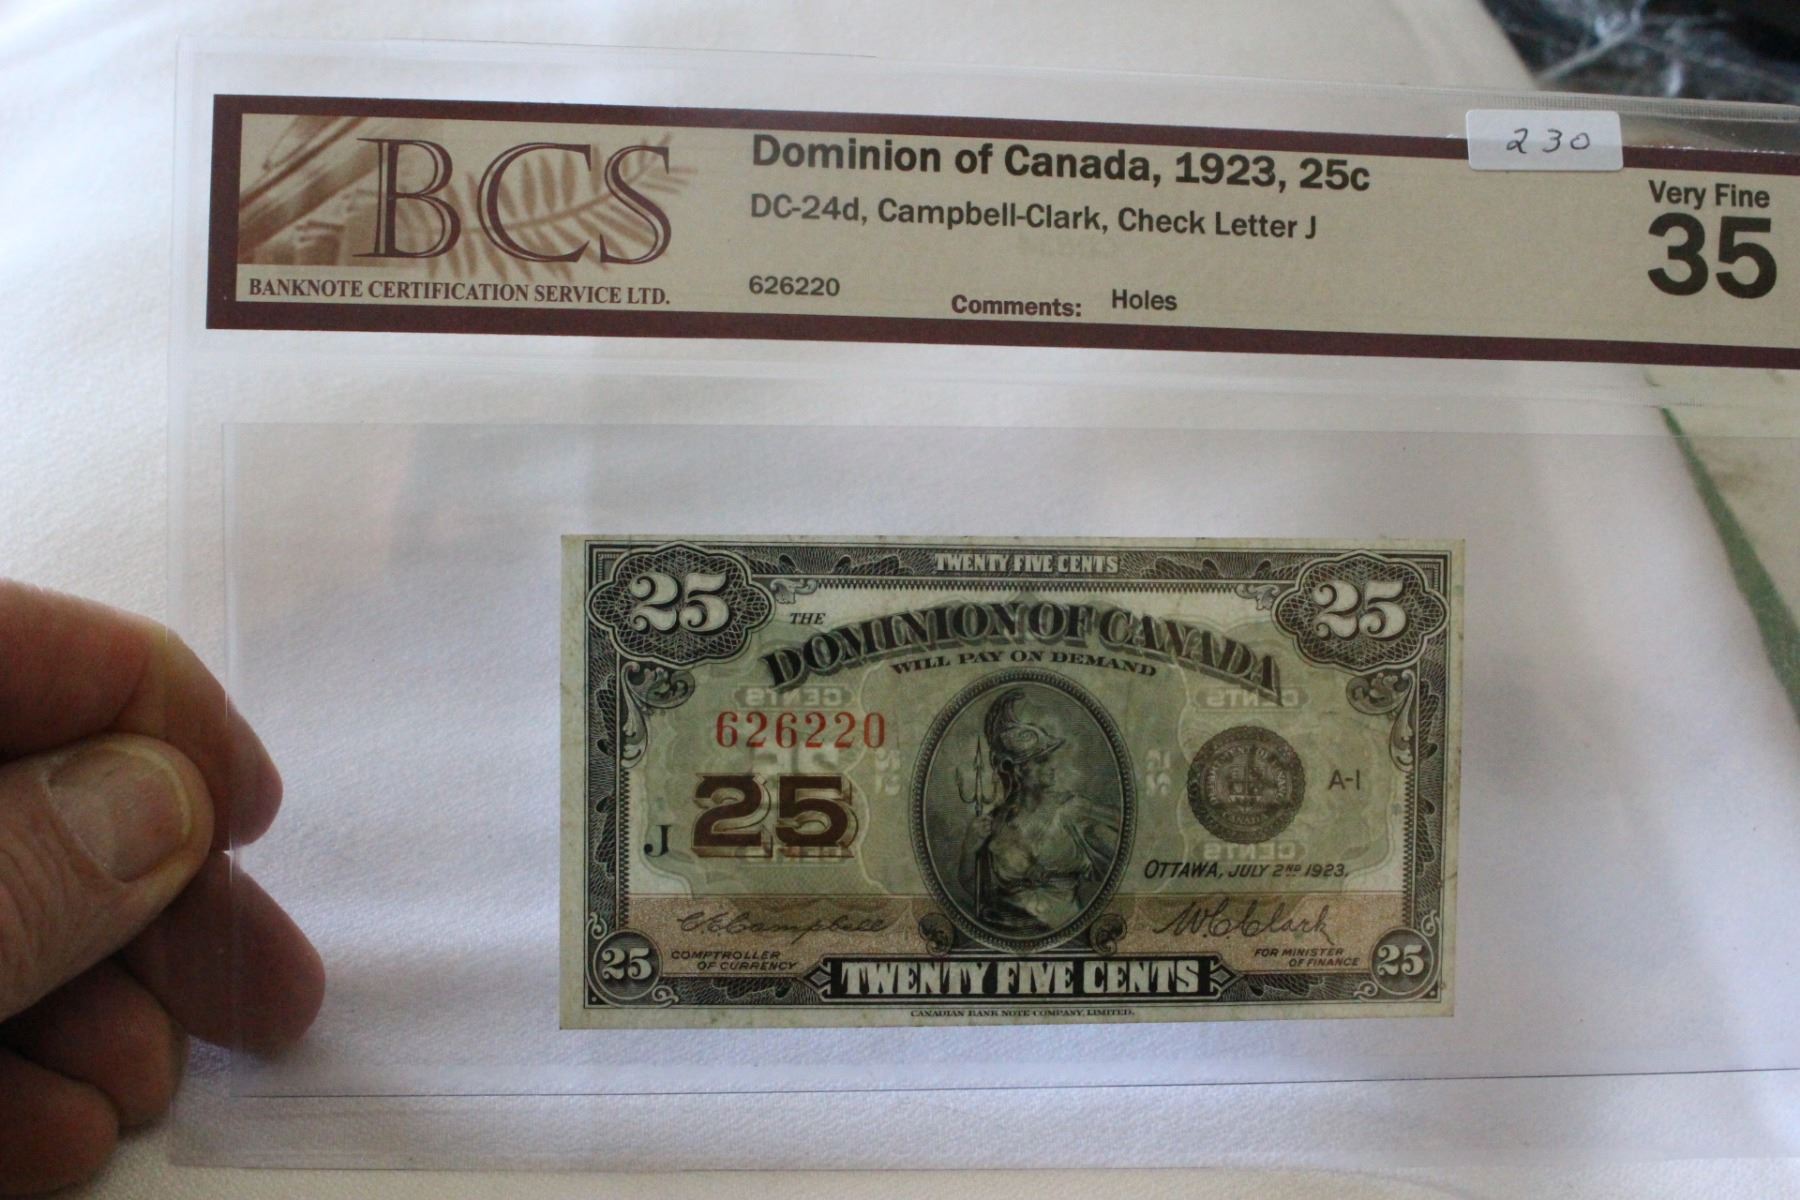 230
BCS
BANKNOTE CERTIFICATION SERVICE LTD.
Dominion of Canada, 1923, 25c
DC-24d, Campbell-Clark, Check Letter J
626220
Comments: Holes
Very Fine
35
TWENTY FIVE CENTS
25
25
THE
DOMINION OF CANADA
WILL PAY ON DEMAND
626220
25
J
A-1
OTTAWA, JULY 2ND 1923.
CANADA
C.E. Campbell
W.C. Clark
COMPTROLLER
OF CURRENCY
FOR MINISTER
OF FINANCE
25
TWENTY FIVE CENTS
25
CANADIAN BANK NOTE COMPANY, LIMITED.